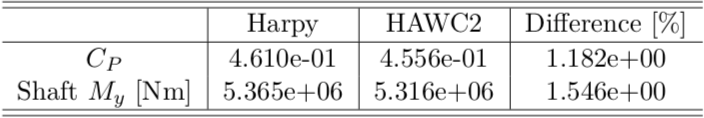 Harpy HAWC2 Difference [%]
C_P 4.610e-01 4.556e-01 1.182e+00
Shaft M_y [Nm] 5.365e+06 5.316e+06 1.546e+00